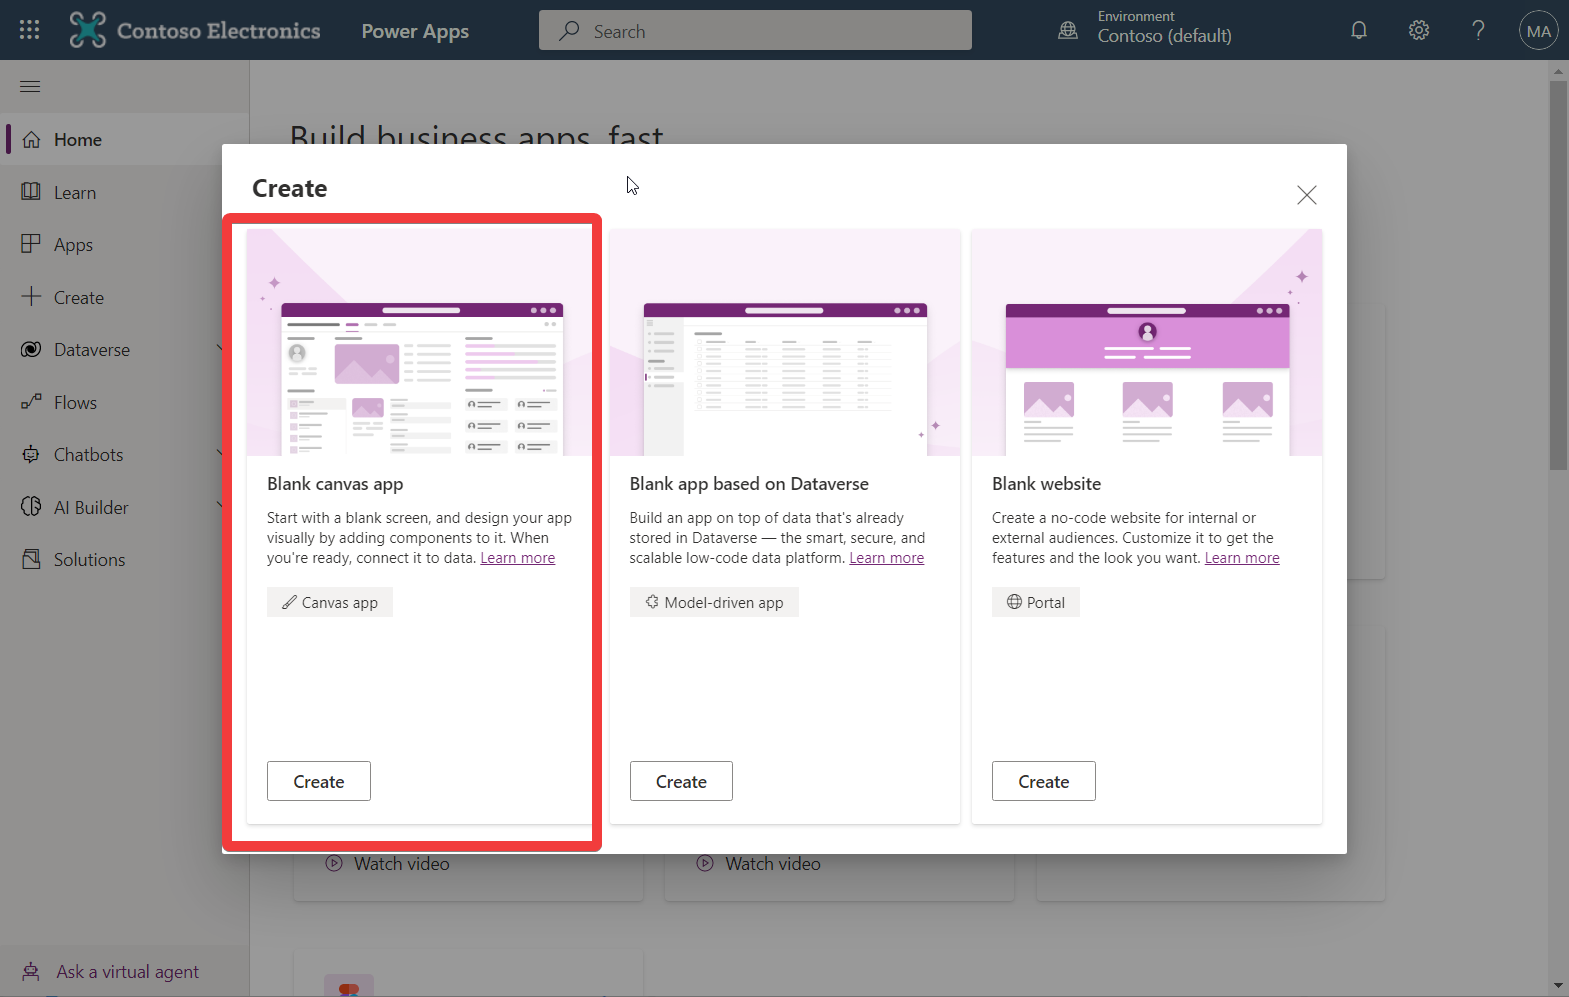 Contoso Electronics
Power Apps
Search
Environment
Contoso (default)
MA
Home
Learn
Apps
Create
Dataverse
Flows
Chatbots
AI Builder
Solutions
Ask a virtual agent
Build business apps, fast
Create
Blank canvas app
Start with a blank screen, and design your app
visually by adding components to it. When
you're ready, connect it to data. Learn more
Canvas app
Create
Blank app based on Dataverse
Build an app on top of data that's already
stored in Dataverse — the smart, secure, and
scalable low-code data platform. Learn more
Model-driven app
Create
Blank website
Create a no-code website for internal or
external audiences. Customize it to get the
features and the look you want. Learn more
Portal
Create
Watch video
Watch video